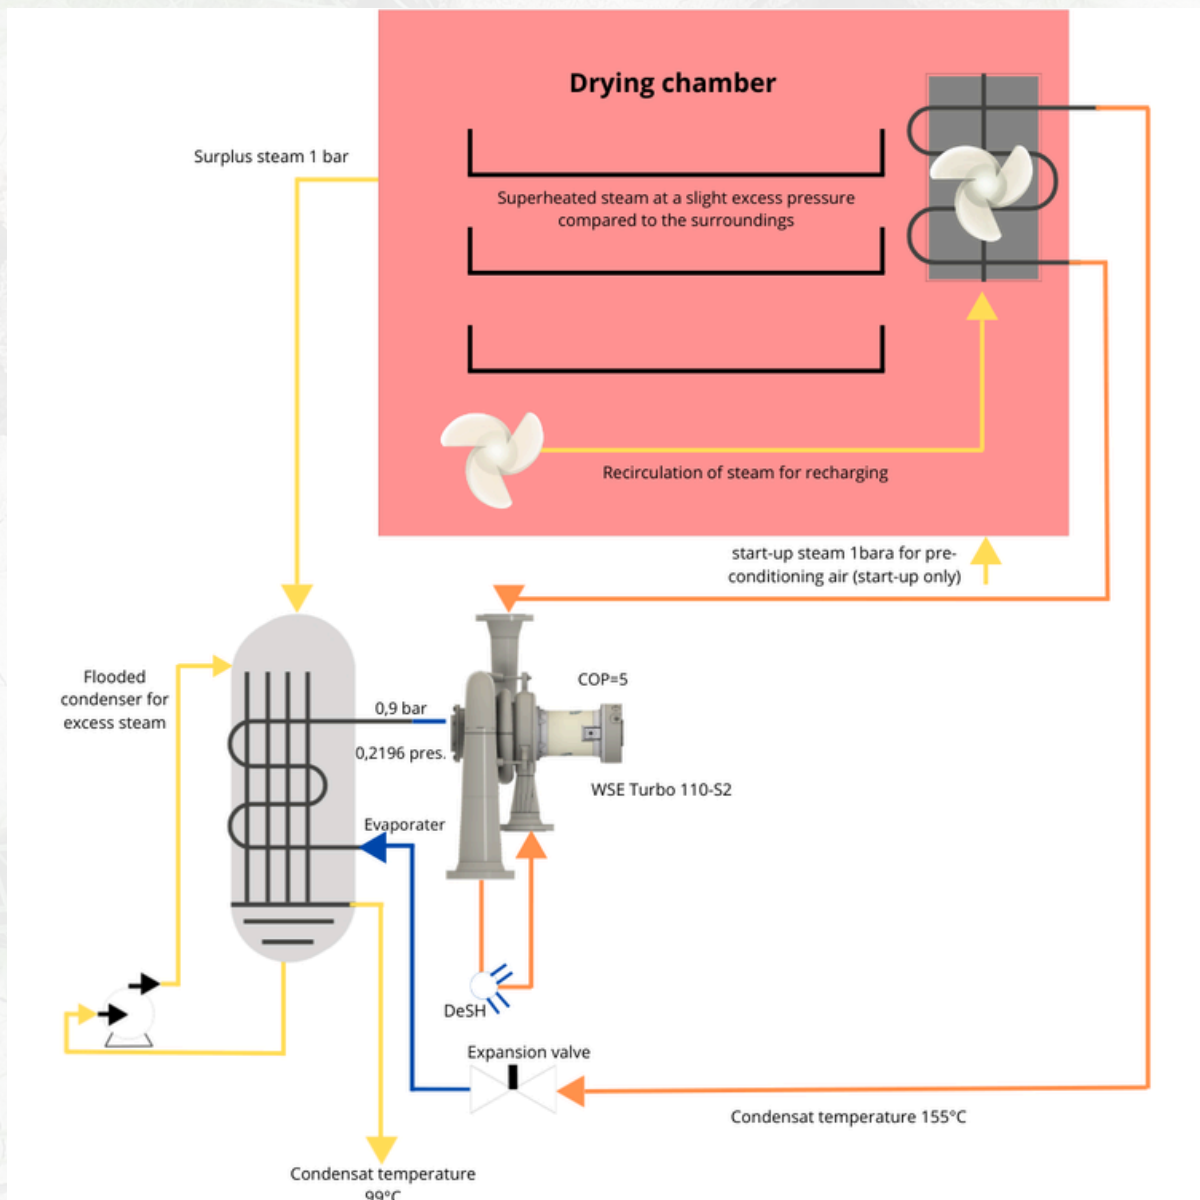 Drying chamber
Surplus steam 1 bar
Superheated steam at a slight excess pressure
compared to the surroundings
Recirculation of steam for recharging
start-up steam 1bara for pre-
conditioning air (start-up only)
Flooded
condenser for
excess steam
COP=5
0,9 bar
0,2196 pres.
WSE Turbo 110-S2
Evaporater
DeSH
Expansion valve
Condensat temperature 155°C
Condensat temperature
99°C